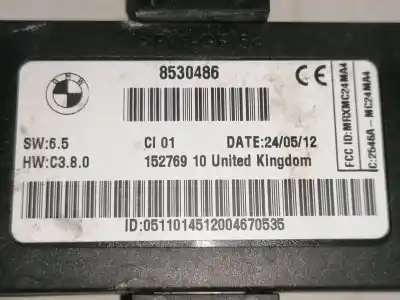 BMW
8530486
SW:6.5
CI 01
DATE:24/05/12
HW:C3.8.0
152769 10 United Kingdom
ID:0511014512004670535
FCC ID:MRXMC24MA4
IC:2546A-MC24MA4